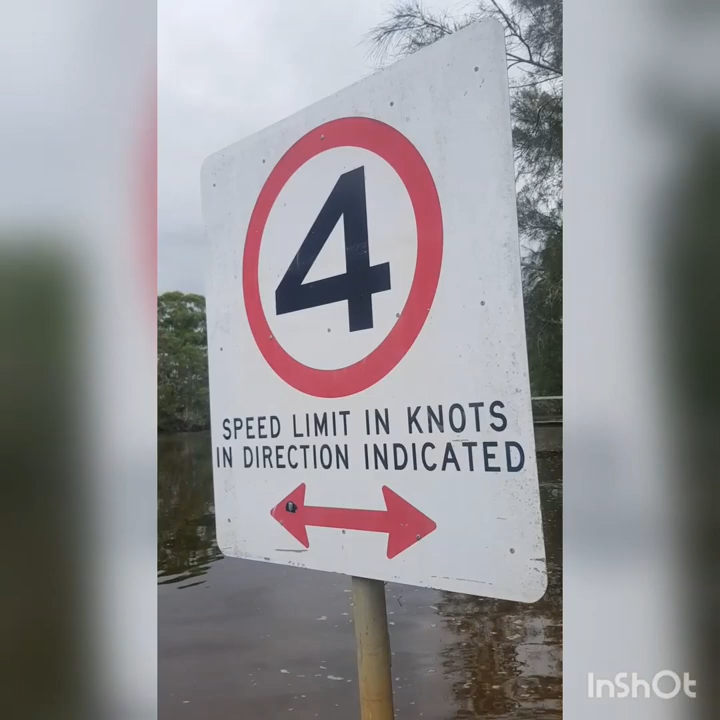 4
SPEED LIMIT IN KNOTS
IN DIRECTION INDICATED
InShOt